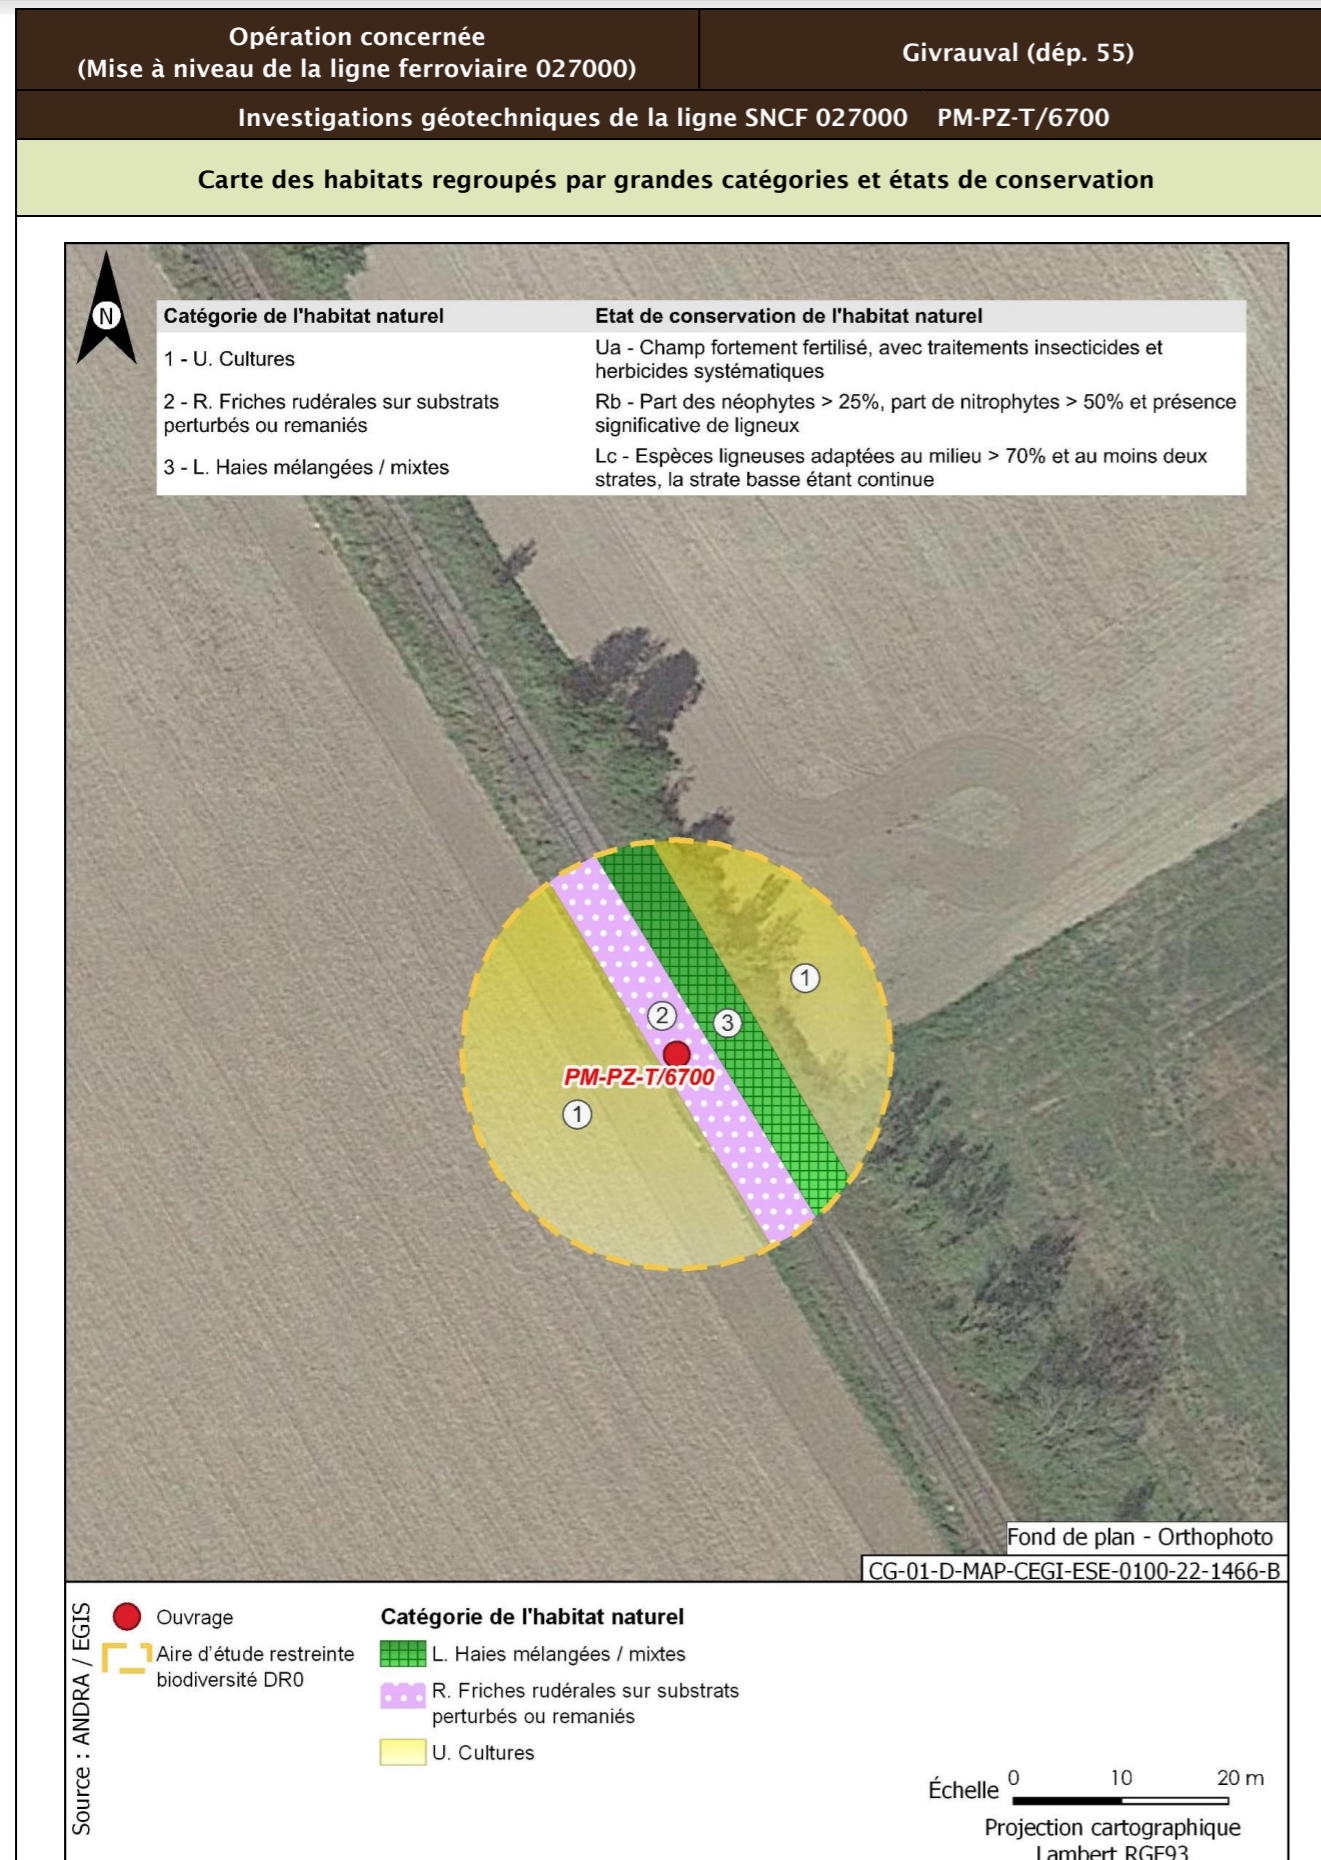 Opération concernée
(Mise à niveau de la ligne ferroviaire 027000)
Givrauval (dép. 55)
Investigations géotechniques de la ligne SNCF 027000 PM-PZ-T/6700
Carte des habitats regroupés par grandes catégories et états de conservation
N
Catégorie de l'habitat naturel
Etat de conservation de l'habitat naturel
1 - U. Cultures
Ua - Champ fortement fertilisé, avec traitements insecticides et
herbicides systématiques
2 - R. Friches rudérales sur substrats
perturbés ou remaniés
Rb - Part des néophytes > 25%, part de nitrophytes > 50% et présence
significative de ligneux
3 - L. Haies mélangées / mixtes
Lc - Espèces ligneuses adaptées au milieu > 70% et au moins deux
strates, la strate basse étant continue
1
2
3
PM-PZ-T/6700
1
Fond de plan - Orthophoto
CG-01-D-MAP-CEGI-ESE-0100-22-1466-B
Source : ANDRA / EGIS
Ouvrage
Aire d'étude restreinte
biodiversité DR0
Catégorie de l'habitat naturel
L. Haies mélangées / mixtes
R. Friches rudérales sur substrats
perturbés ou remaniés
U. Cultures
Échelle 0 10 20 m
Projection cartographique
Lambert RGF93